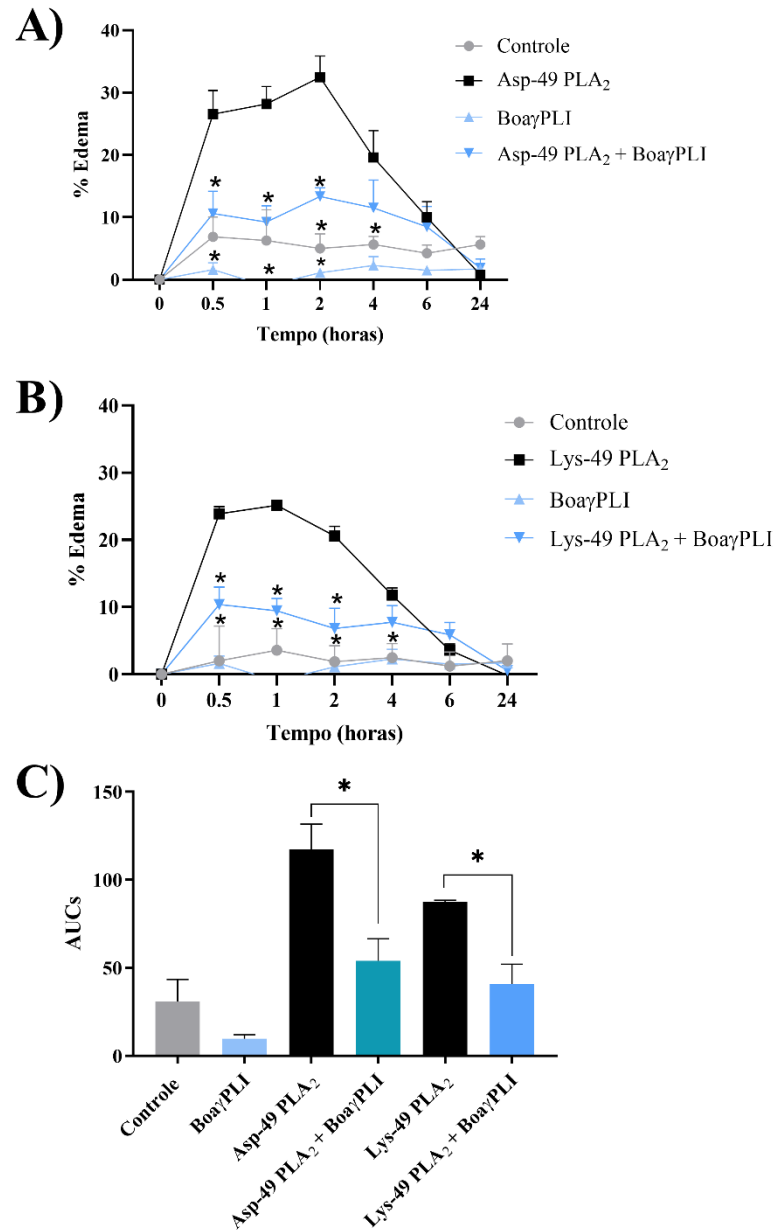 A)
40
30
20
10
0
% Edema
0 0.5 1 2 4 6 24
Tempo (horas)
Controle
Asp-49 PLA₂
BoaγPLI
Asp-49 PLA₂ + BoaγPLI
* * *
* *
* * *
B)
40
30
20
10
0
% Edema
0 0.5 1 2 4 6 24
Tempo (horas)
Controle
Lys-49 PLA₂
BoaγPLI
Lys-49 PLA₂ + BoaγPLI
* * *
* * * *
C)
150
100
50
0
AUCs
*
*
Controle
BoaγPLI
Asp-49 PLA₂
Asp-49 PLA₂ + BoaγPLI
Lys-49 PLA₂
Lys-49 PLA₂ + BoaγPLI